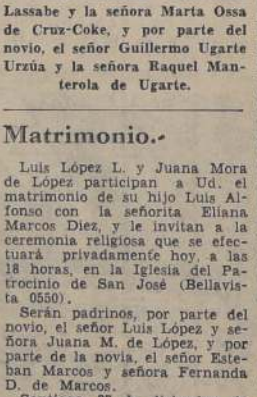 Lassabe y la señora Marta Ossa
de Cruz-Coke, y por parte del
novio, el señor Guillermo Ugarte
Urzúa y la señora Raquel Man-
terola de Ugarte.
Matrimonio.-
Luis López L. y Juana Mora
de López participan a Ud. el
matrimonio de su hijo Luis Al-
fonso con la señorita Eliana
Marcos Diez, y le invitan a la
ceremonia religiosa que se efec-
tuará privadamente hoy, a las
18 horas, en la Iglesia del Pa-
trocinio de San José (Bellavis-
ta 0550).
Serán padrinos, por parte del
novio, el señor Luis López y se-
ñora Juana M. de López, y por
parte de la novia, el señor Este-
ban Marcos y señora Fernanda
D. de Marcos.